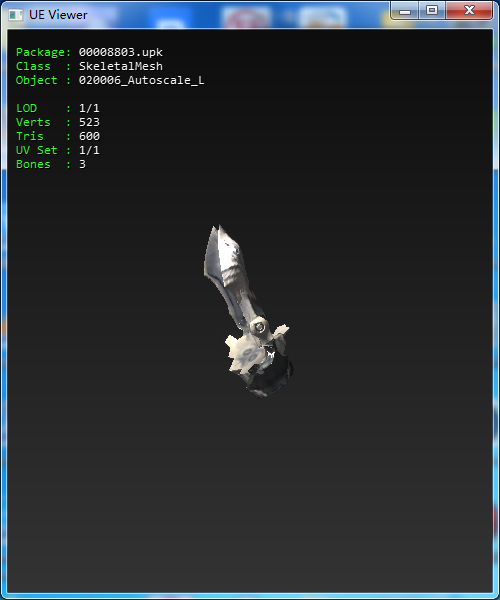 UE Viewer
Package: 00008803.upk
Class : SkeletalMesh
Object : 020006_Autoscale_L
LOD : 1/1
Verts : 523
Tris : 600
UV Set : 1/1
Bones : 3